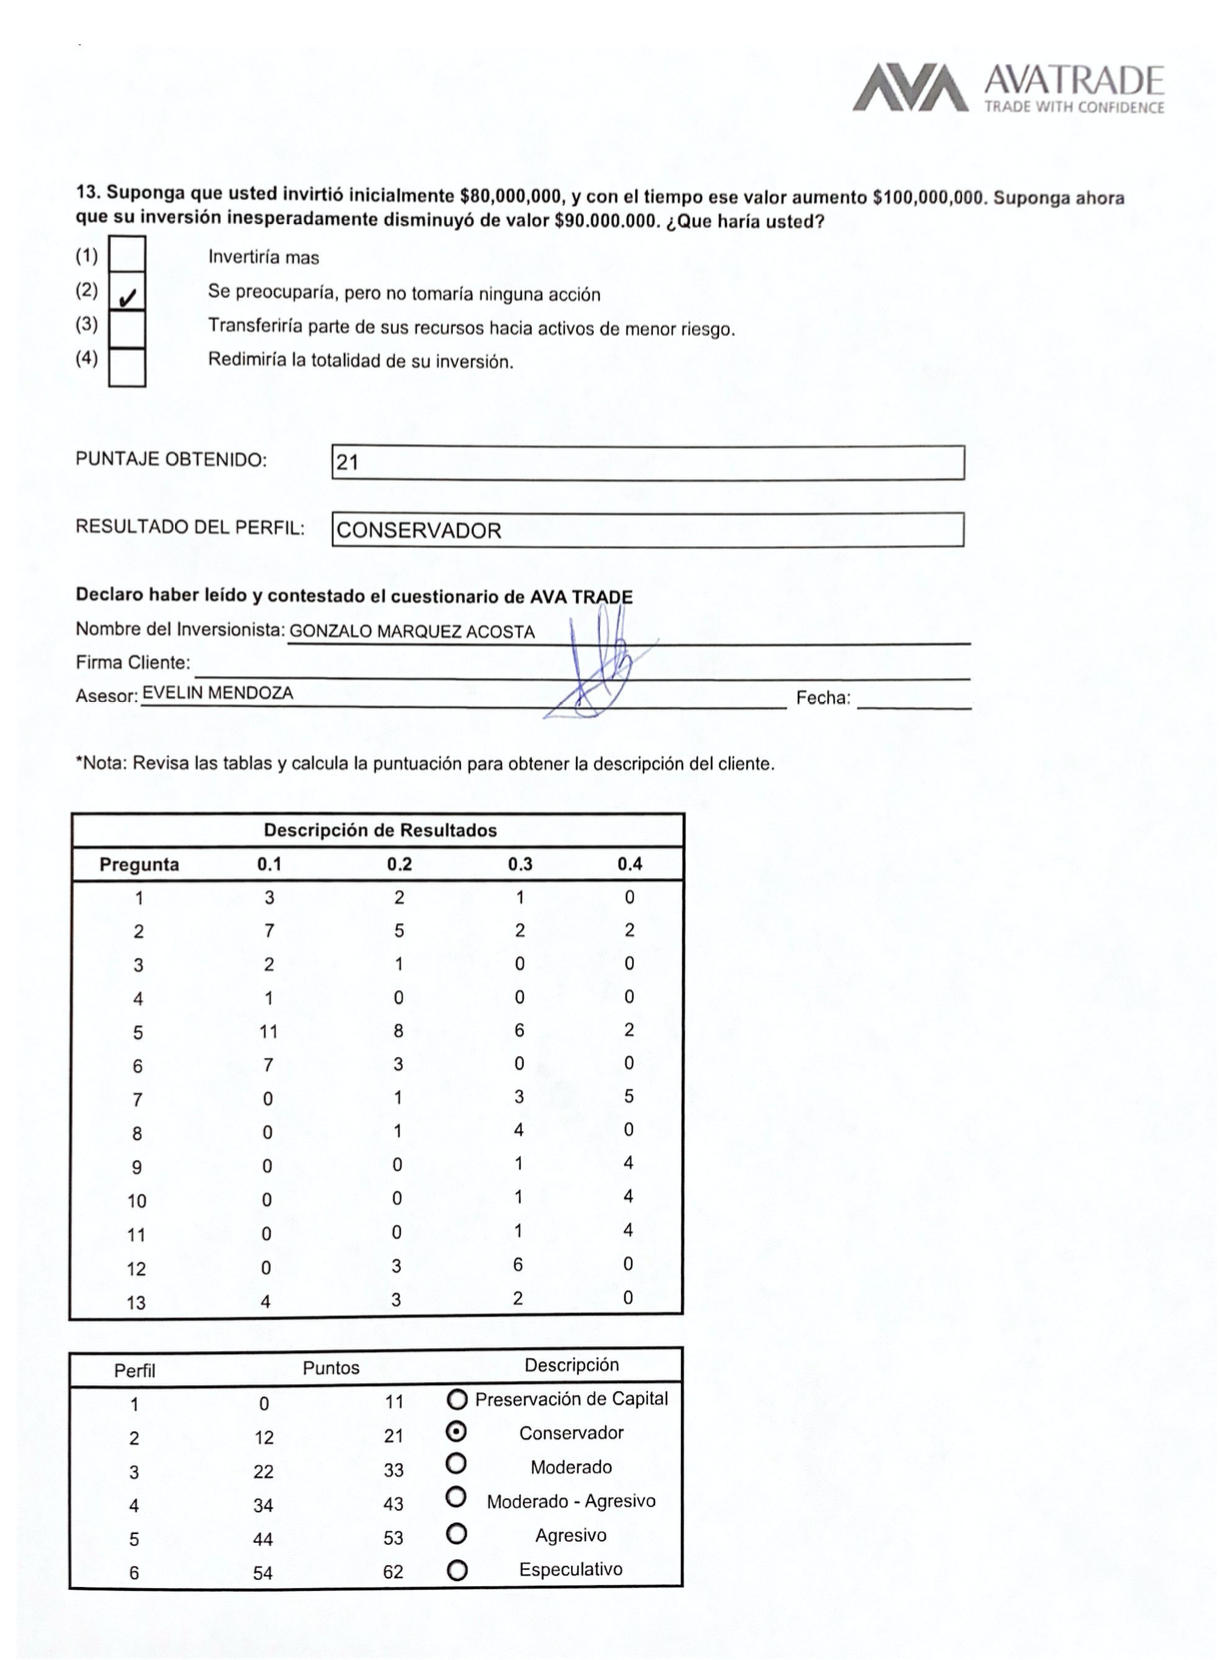 AVA AVATRADE
TRADE WITH CONFIDENCE
13. Suponga que usted invirtió inicialmente $80,000,000, y con el tiempo ese valor aumento $100,000,000. Suponga ahora
que su inversión inesperadamente disminuyó de valor $90.000.000. ¿Que haría usted?
(1) Invertiría mas
(2) ✓ Se preocuparía, pero no tomaría ninguna acción
(3) Transferiría parte de sus recursos hacia activos de menor riesgo.
(4) Redimiría la totalidad de su inversión.
PUNTAJE OBTENIDO: 21
RESULTADO DEL PERFIL: CONSERVADOR
Declaro haber leído y contestado el cuestionario de AVA TRADE
Nombre del Inversionista: GONZALO MARQUEZ ACOSTA
Firma Cliente:
Asesor: EVELIN MENDOZA Fecha:
*Nota: Revisa las tablas y calcula la puntuación para obtener la descripción del cliente.
Descripción de Resultados
Pregunta 0.1 0.2 0.3 0.4
1 3 2 1 0
2 7 5 2 2
3 2 1 0 0
4 1 0 0 0
5 11 8 6 2
6 7 3 0 0
7 0 1 3 5
8 0 1 4 0
9 0 0 1 4
10 0 0 1 4
11 0 0 1 4
12 0 3 6 0
13 4 3 2 0
Perfil Puntos Descripción
1 0 11 Preservación de Capital
2 12 21 Conservador
3 22 33 Moderado
4 34 43 Moderado - Agresivo
5 44 53 Agresivo
6 54 62 Especulativo